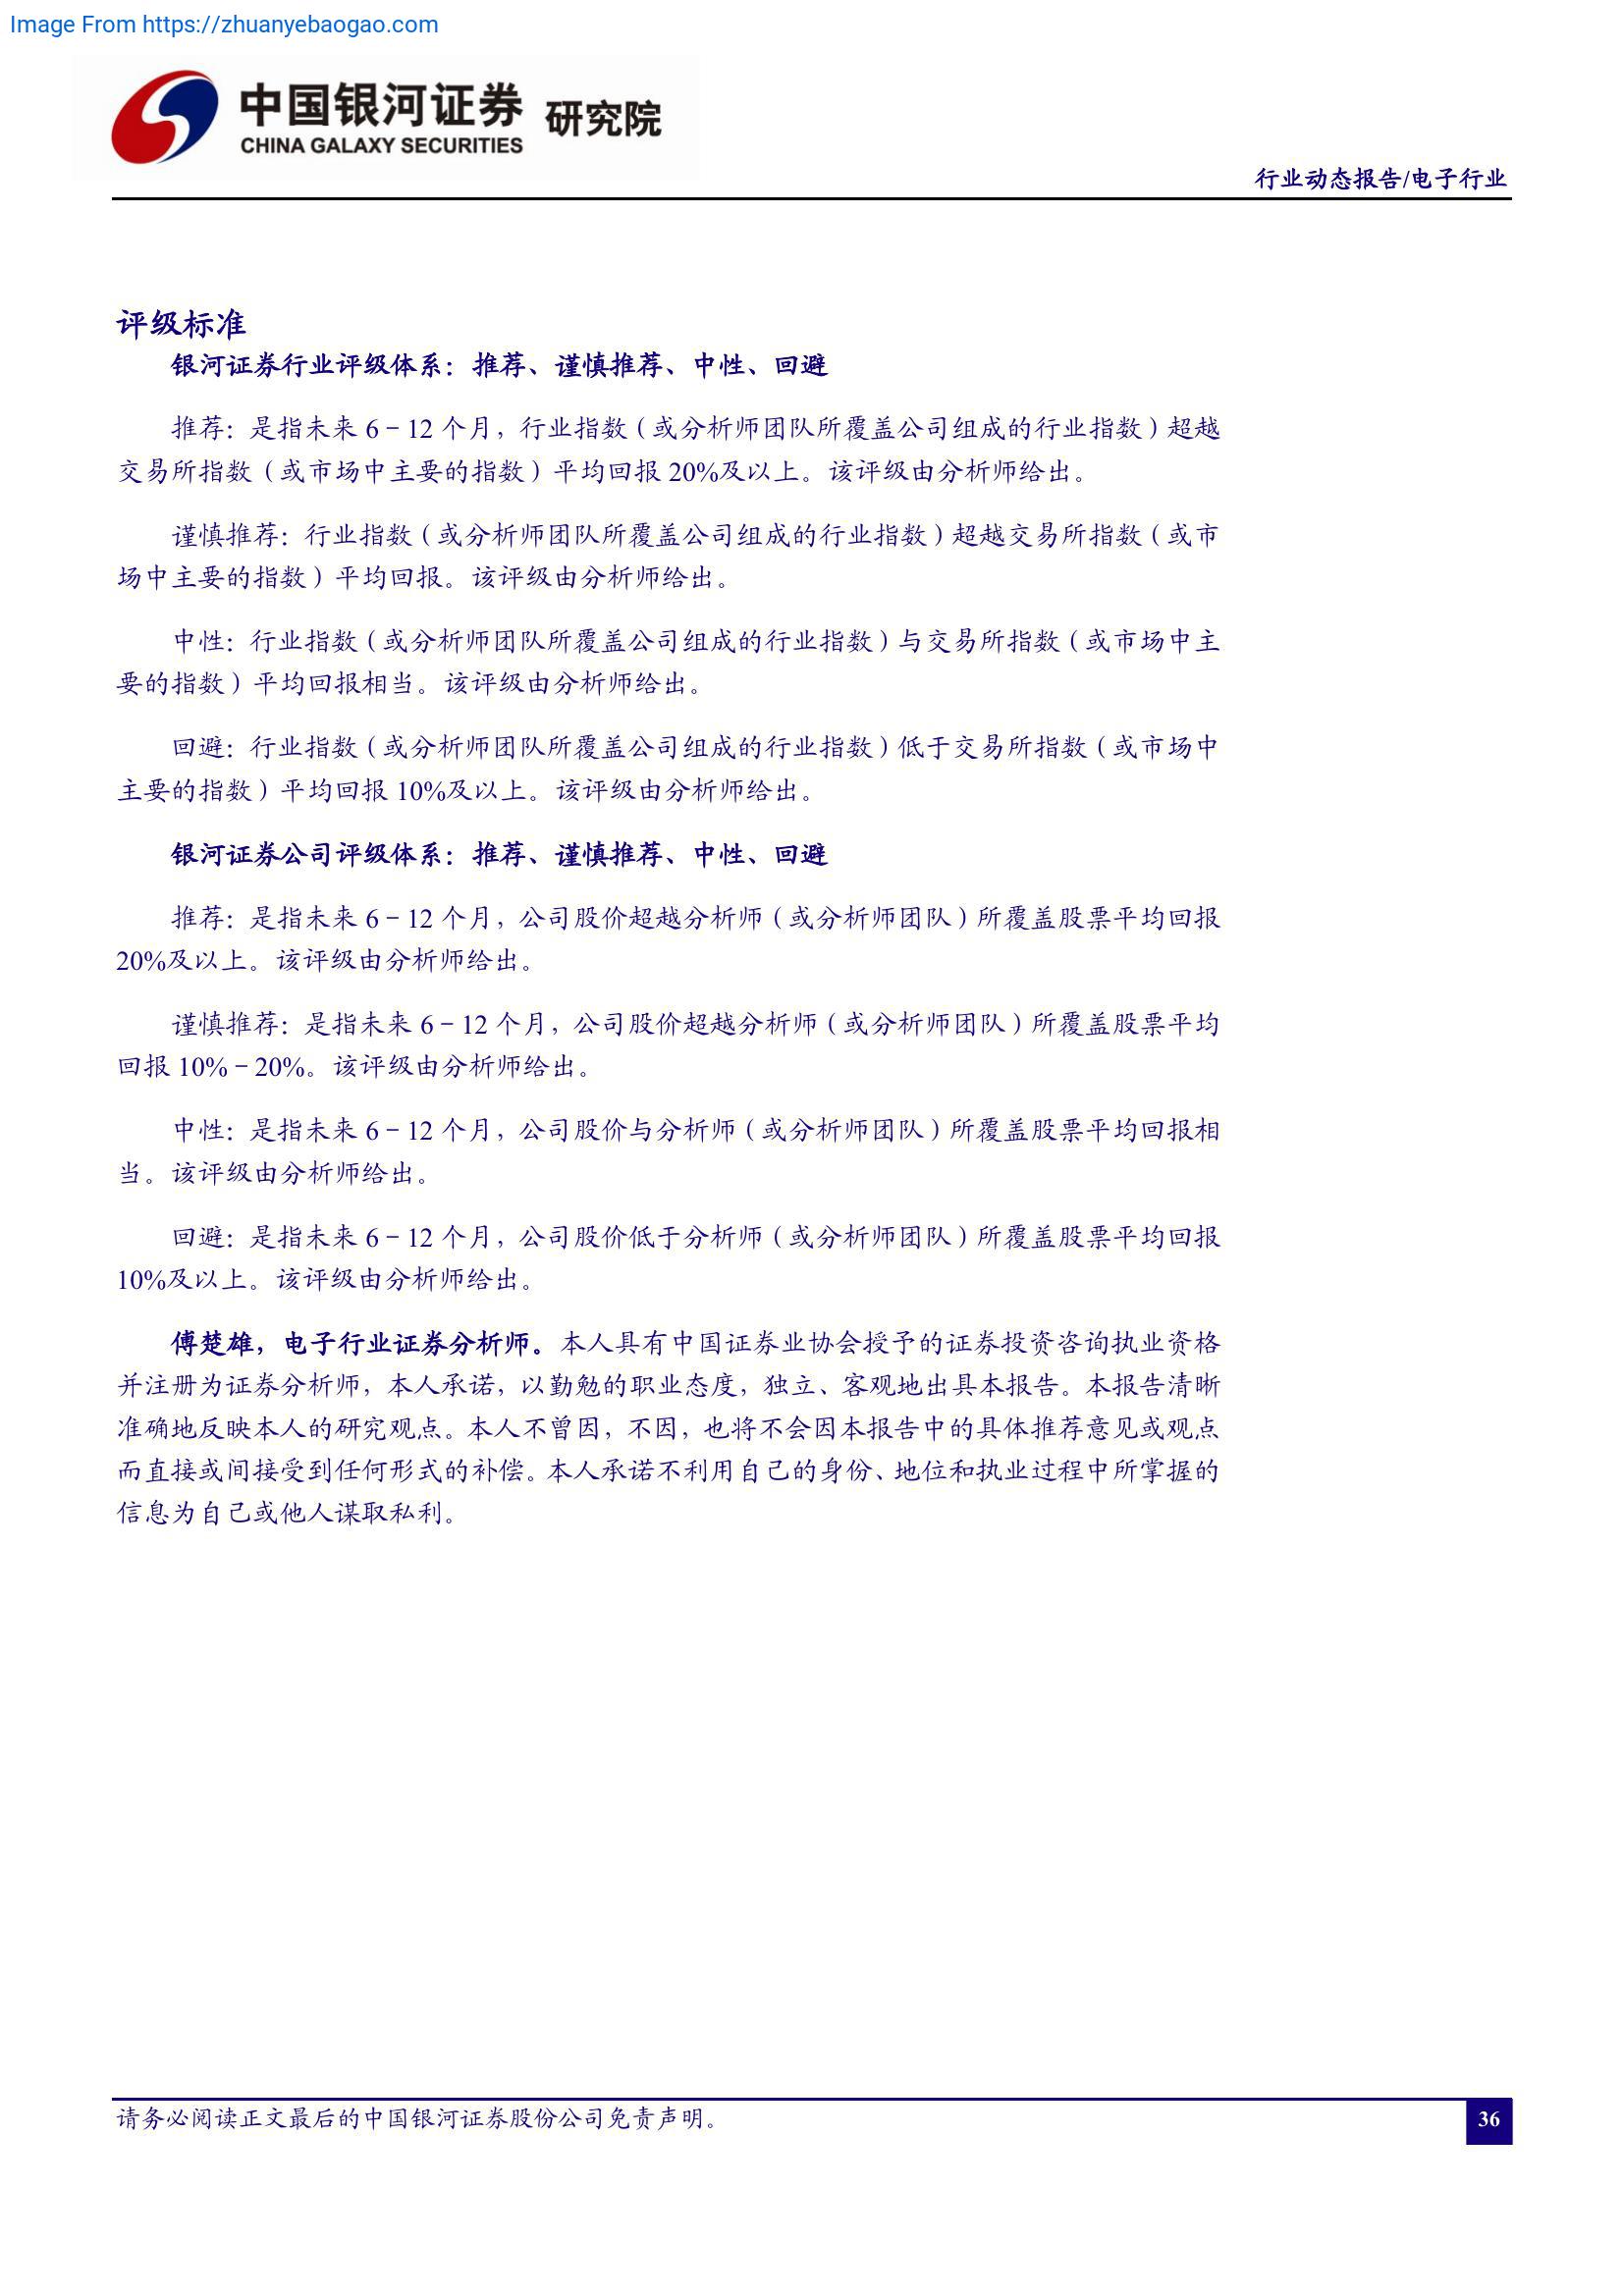 Image From https://zhuanyebaogao.com
中国银河证券 研究院
CHINA GALAXY SECURITIES
行业动态报告/电子行业
评级标准
银河证券行业评级体系：推荐、谨慎推荐、中性、回避
推荐：是指未来 6－12 个月，行业指数（或分析师团队所覆盖公司组成的行业指数）超越
交易所指数（或市场中主要的指数）平均回报 20%及以上。该评级由分析师给出。
谨慎推荐：行业指数（或分析师团队所覆盖公司组成的行业指数）超越交易所指数（或市
场中主要的指数）平均回报。该评级由分析师给出。
中性：行业指数（或分析师团队所覆盖公司组成的行业指数）与交易所指数（或市场中主
要的指数）平均回报相当。该评级由分析师给出。
回避：行业指数（或分析师团队所覆盖公司组成的行业指数）低于交易所指数（或市场中
主要的指数）平均回报 10%及以上。该评级由分析师给出。
银河证券公司评级体系：推荐、谨慎推荐、中性、回避
推荐：是指未来 6－12 个月，公司股价超越分析师（或分析师团队）所覆盖股票平均回报
20%及以上。该评级由分析师给出。
谨慎推荐：是指未来 6－12 个月，公司股价超越分析师（或分析师团队）所覆盖股票平均
回报 10%－20%。该评级由分析师给出。
中性：是指未来 6－12 个月，公司股价与分析师（或分析师团队）所覆盖股票平均回报相
当。该评级由分析师给出。
回避：是指未来 6－12 个月，公司股价低于分析师（或分析师团队）所覆盖股票平均回报
10%及以上。该评级由分析师给出。
傅楚雄，电子行业证券分析师。本人具有中国证券业协会授予的证券投资咨询执业资格
并注册为证券分析师，本人承诺，以勤勉的职业态度，独立、客观地出具本报告。本报告清晰
准确地反映本人的研究观点。本人不曾因，不因，也将不会因本报告中的具体推荐意见或观点
而直接或间接受到任何形式的补偿。本人承诺不利用自己的身份、地位和执业过程中所掌握的
信息为自己或他人谋取私利。
请务必阅读正文最后的中国银河证券股份公司免责声明。
36